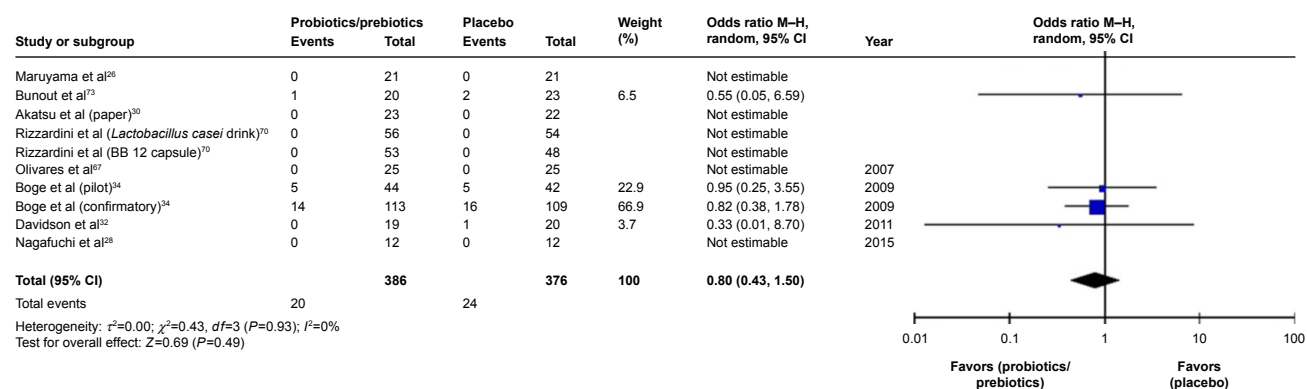 Probiotics/prebiotics Placebo Weight Odds ratio M–H, Odds ratio M–H,
Study or subgroup Events Total Events Total (%) random, 95% CI Year random, 95% CI
Maruyama et al26 0 21 0 21 Not estimable
Bunout et al73 1 20 2 23 6.5 0.55 (0.05, 6.59)
Akatsu et al (paper)30 0 23 0 22 Not estimable
Rizzardini et al (Lactobacillus casei drink)70 0 56 0 54 Not estimable
Rizzardini et al (BB 12 capsule)70 0 53 0 48 Not estimable
Olivares et al67 0 25 0 25 Not estimable 2007
Boge et al (pilot)34 5 44 5 42 22.9 0.95 (0.25, 3.55) 2009
Boge et al (confirmatory)34 14 113 16 109 66.9 0.82 (0.38, 1.78) 2009
Davidson et al32 0 19 1 20 3.7 0.33 (0.01, 8.70) 2011
Nagafuchi et al28 0 12 0 12 Not estimable 2015
Total (95% CI) 386 376 100 0.80 (0.43, 1.50)
Total events 20 24
Heterogeneity: τ2=0.00; χ2=0.43, df=3 (P=0.93); I2=0%
Test for overall effect: Z=0.69 (P=0.49)
0.01 0.1 1 10 100
Favors (probiotics/ Favors
prebiotics) (placebo)